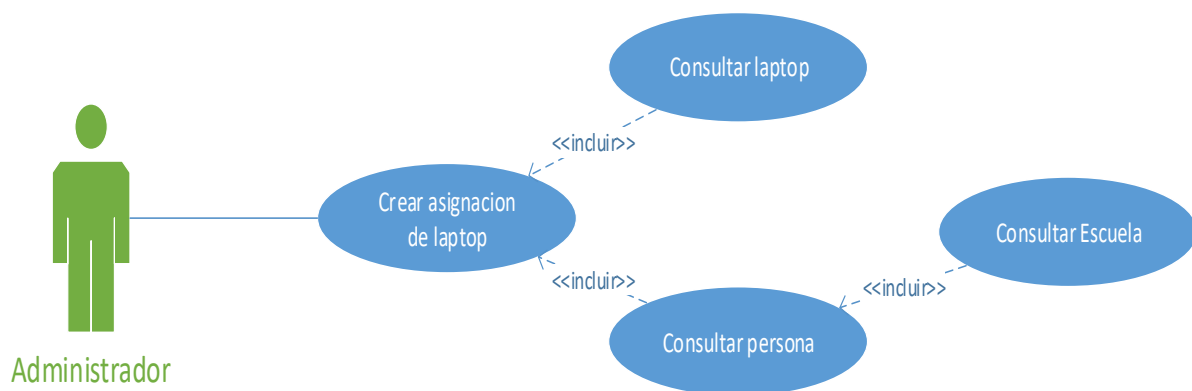 Consultar laptop
<<incluir>>
Crear asignacion
de laptop
Consultar Escuela
<<incluir>>
<<incluir>>
Consultar persona
Administrador